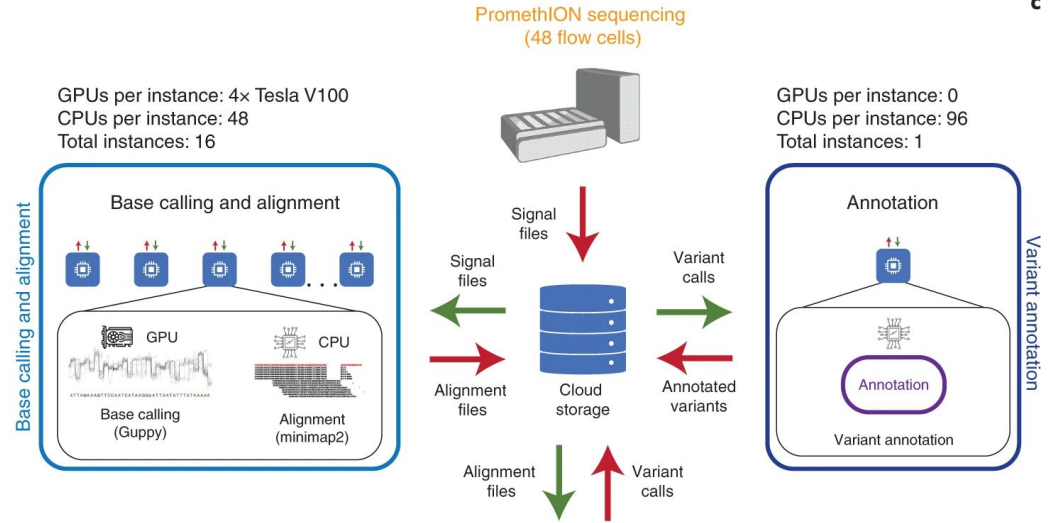 c
PromethION sequencing
(48 flow cells)
GPUs per instance: 4× Tesla V100
CPUs per instance: 48
Total instances: 16
GPUs per instance: 0
CPUs per instance: 96
Total instances: 1
Base calling and alignment
Base calling and alignment
GPU
CPU
Base calling
(Guppy)
Alignment
(minimap2)
Signal
files
Signal
files
Variant
calls
Alignment
files
Cloud
storage
Annotated
variants
Alignment
files
Variant
calls
Annotation
Annotation
Variant annotation
Variant annotation